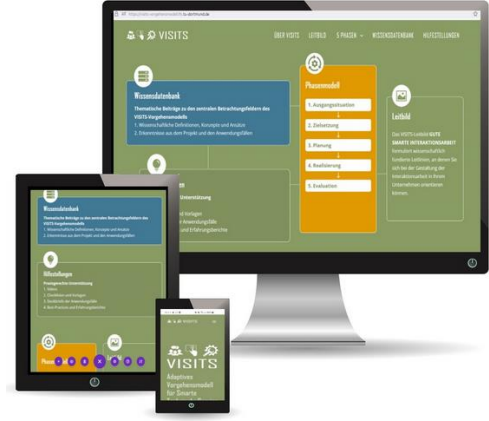 VISITS
ÜBER VISITS LEITBILD 5 PHASEN WISSENSDATENBANK HILFESTELLUNGEN
Wissensdatenbank
Thematische Beiträge zu den zentralen Betrachtungsfeldern des
VISITS-Vorgehensmodells
1. Wissenschaftliche Definitionen, Konzepte und Ansätze
2. Erkenntnisse aus dem Projekt und den Anwendungsfällen
Phasenmodell
1. Ausgangssituation
2. Zielsetzung
3. Planung
4. Realisierung
5. Evaluation
Leitbild
Das VISITS-Leitbild GUTE
SMARTE INTERAKTIONSARBEIT
formuliert wissenschaftlich
fundierte Leitlinien, an denen Sie
sich bei der Gestaltung der
Interaktionsarbeit in Ihrem
Unternehmen orientieren
können.
Unterstützung
und Vorlagen
Anwendungsfälle
und Erfahrungsberichte
Wissensdatenbank
Thematische Beiträge zu den zentralen Betrachtungsfeldern des
VISITS-Vorgehensmodells
1. Wissenschaftliche Definitionen, Konzepte und Ansätze
2. Erkenntnisse aus dem Projekt und den Anwendungsfällen
Hilfestellungen
Praxisgerechte Unterstützung
1. Videos
2. Checklisten und Vorlagen
3. Steckbriefe der Anwendungsfälle
4. Best Practices und Erfahrungsberichte
VISITS
VISITS
Adaptives
Vorgehensmodell
für Smarte